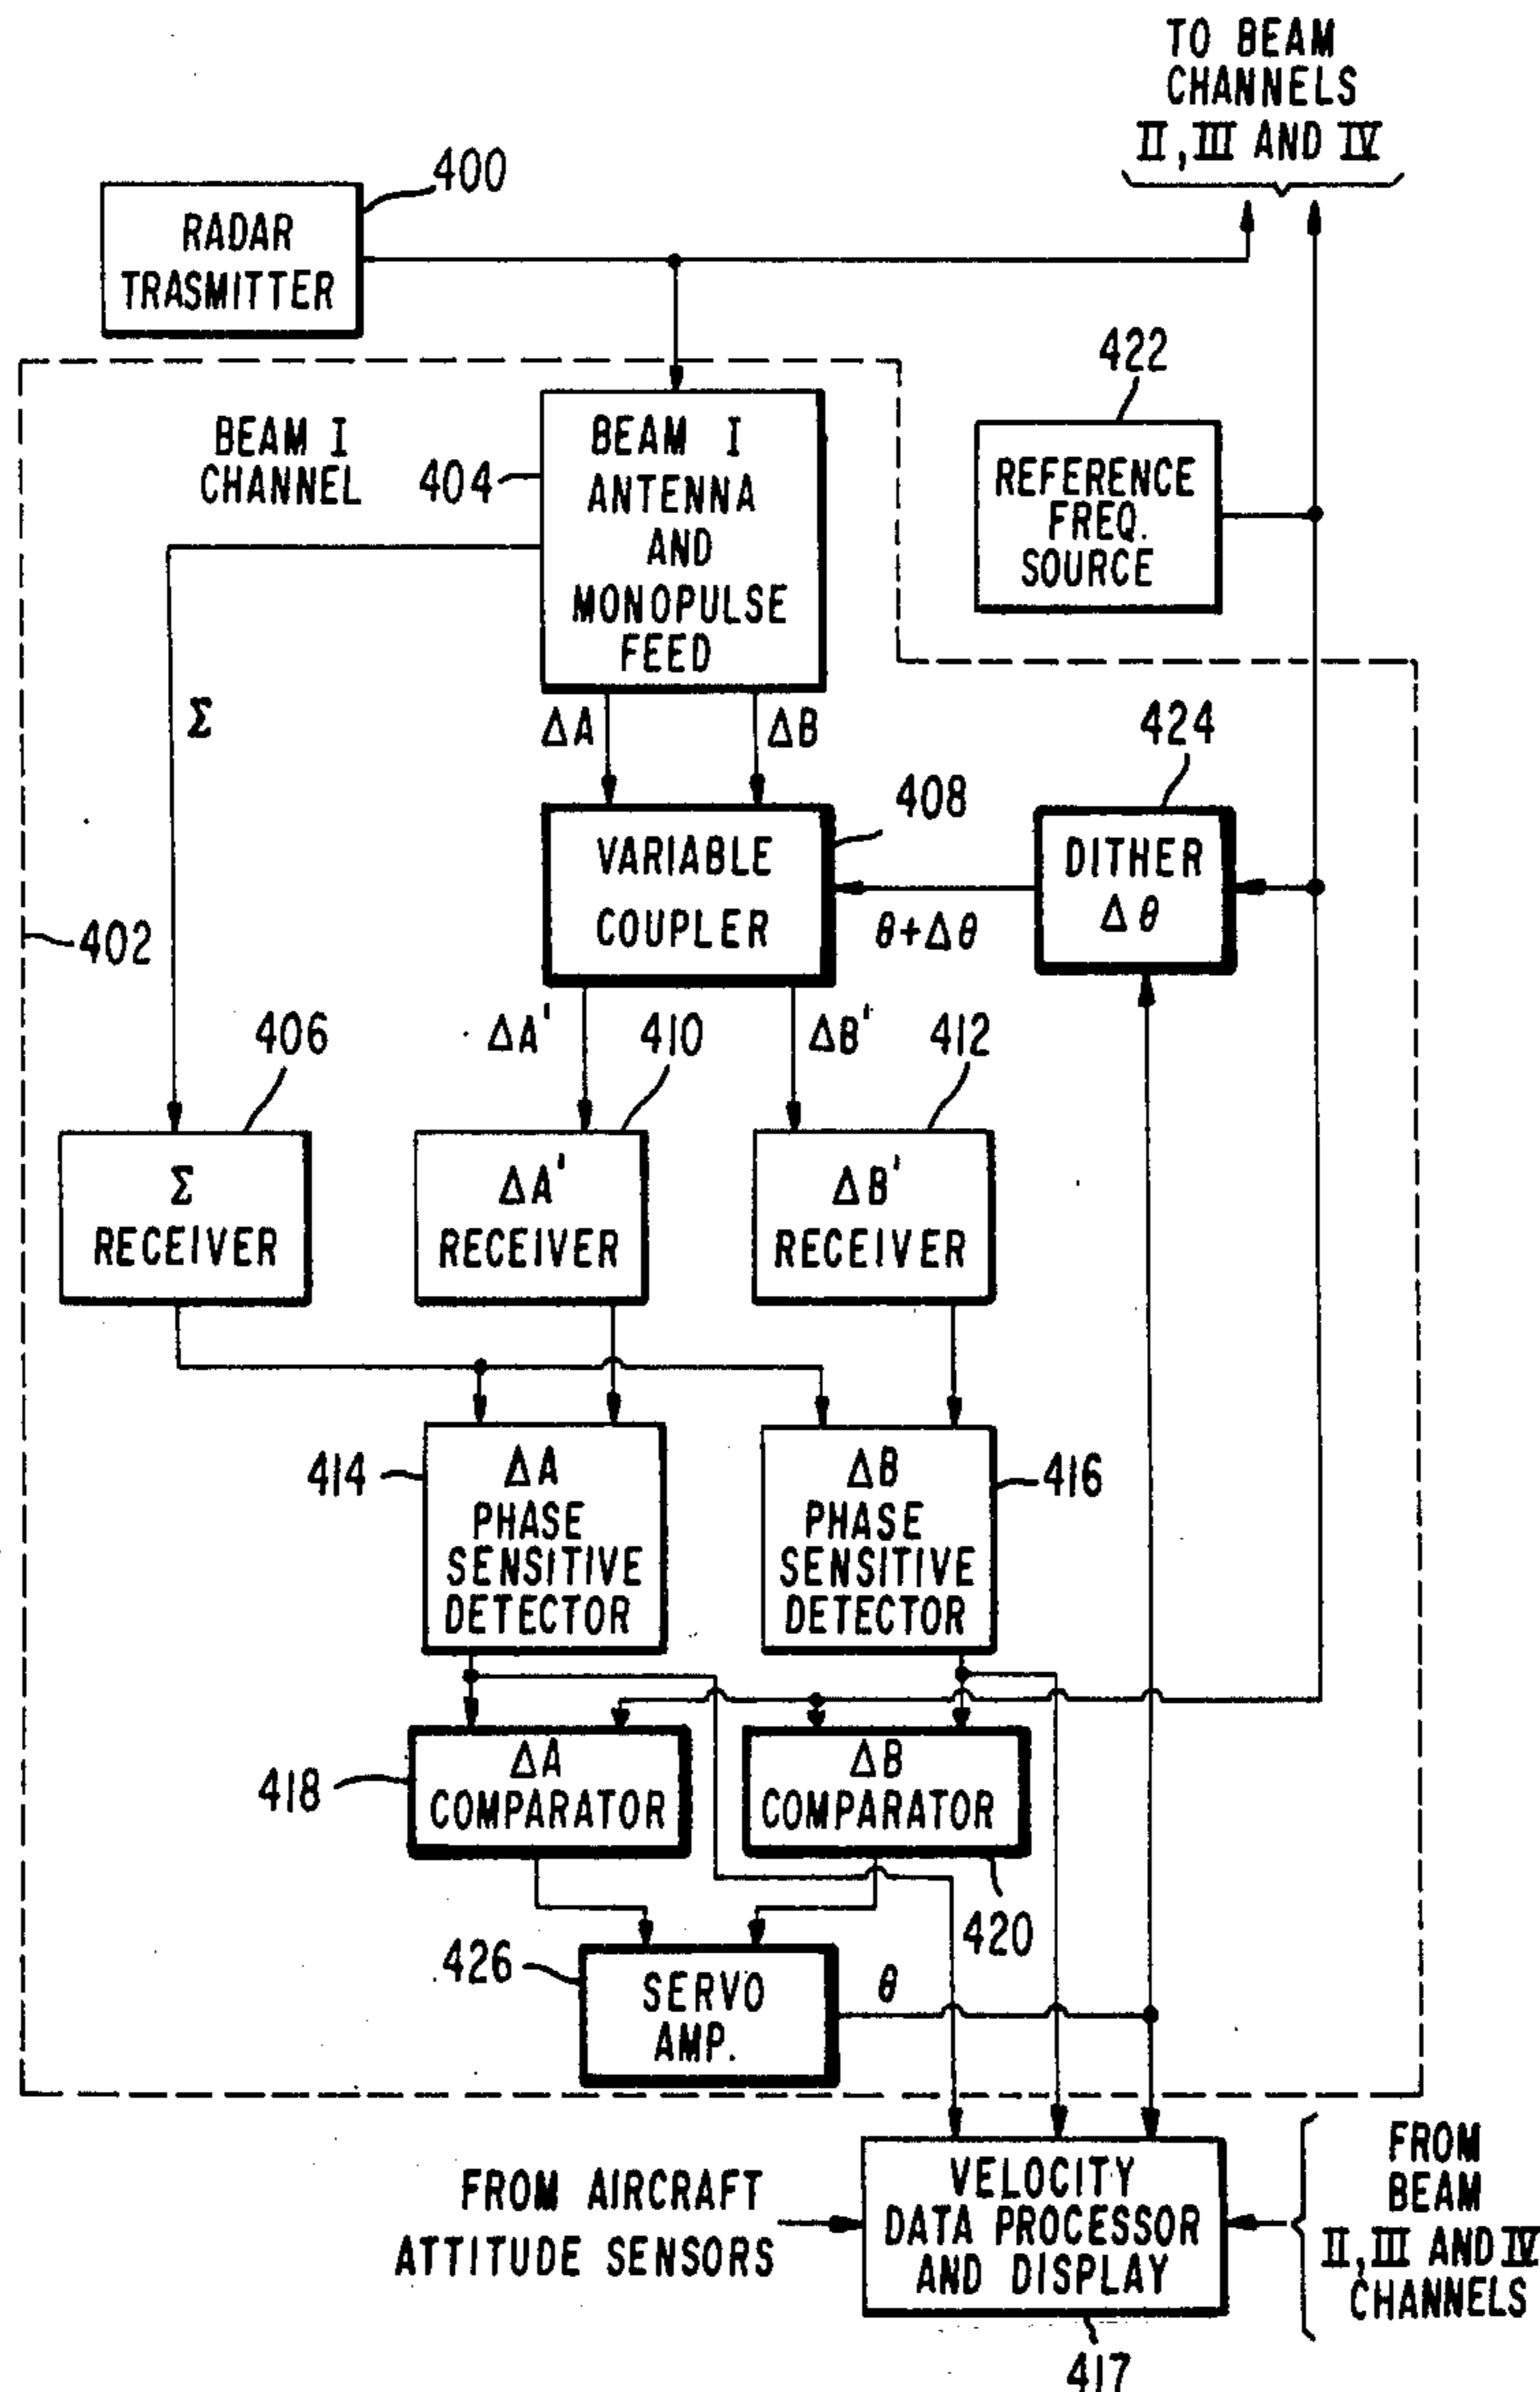 TO BEAM
CHANNELS
II, III AND IV
400
RADAR
TRASMITTER
422
REFERENCE
FREQ.
SOURCE
BEAM I
CHANNEL
404
BEAM I
ANTENNA
AND
MONOPULSE
FEED
Σ
ΔA
ΔB
424
408
VARIABLE
COUPLER
DITHER
Δθ
θ+Δθ
402
406
ΔA'
410
ΔB'
412
Σ
RECEIVER
ΔA'
RECEIVER
ΔB'
RECEIVER
414
ΔA
PHASE
SENSITIVE
DETECTOR
ΔB
PHASE
SENSITIVE
DETECTOR
416
418
ΔA
COMPARATOR
ΔB
COMPARATOR
420
426
SERVO
AMP.
θ
FROM AIRCRAFT
ATTITUDE SENSORS
VELOCITY
DATA PROCESSOR
AND DISPLAY
FROM
BEAM
II, III AND IV
CHANNELS
417